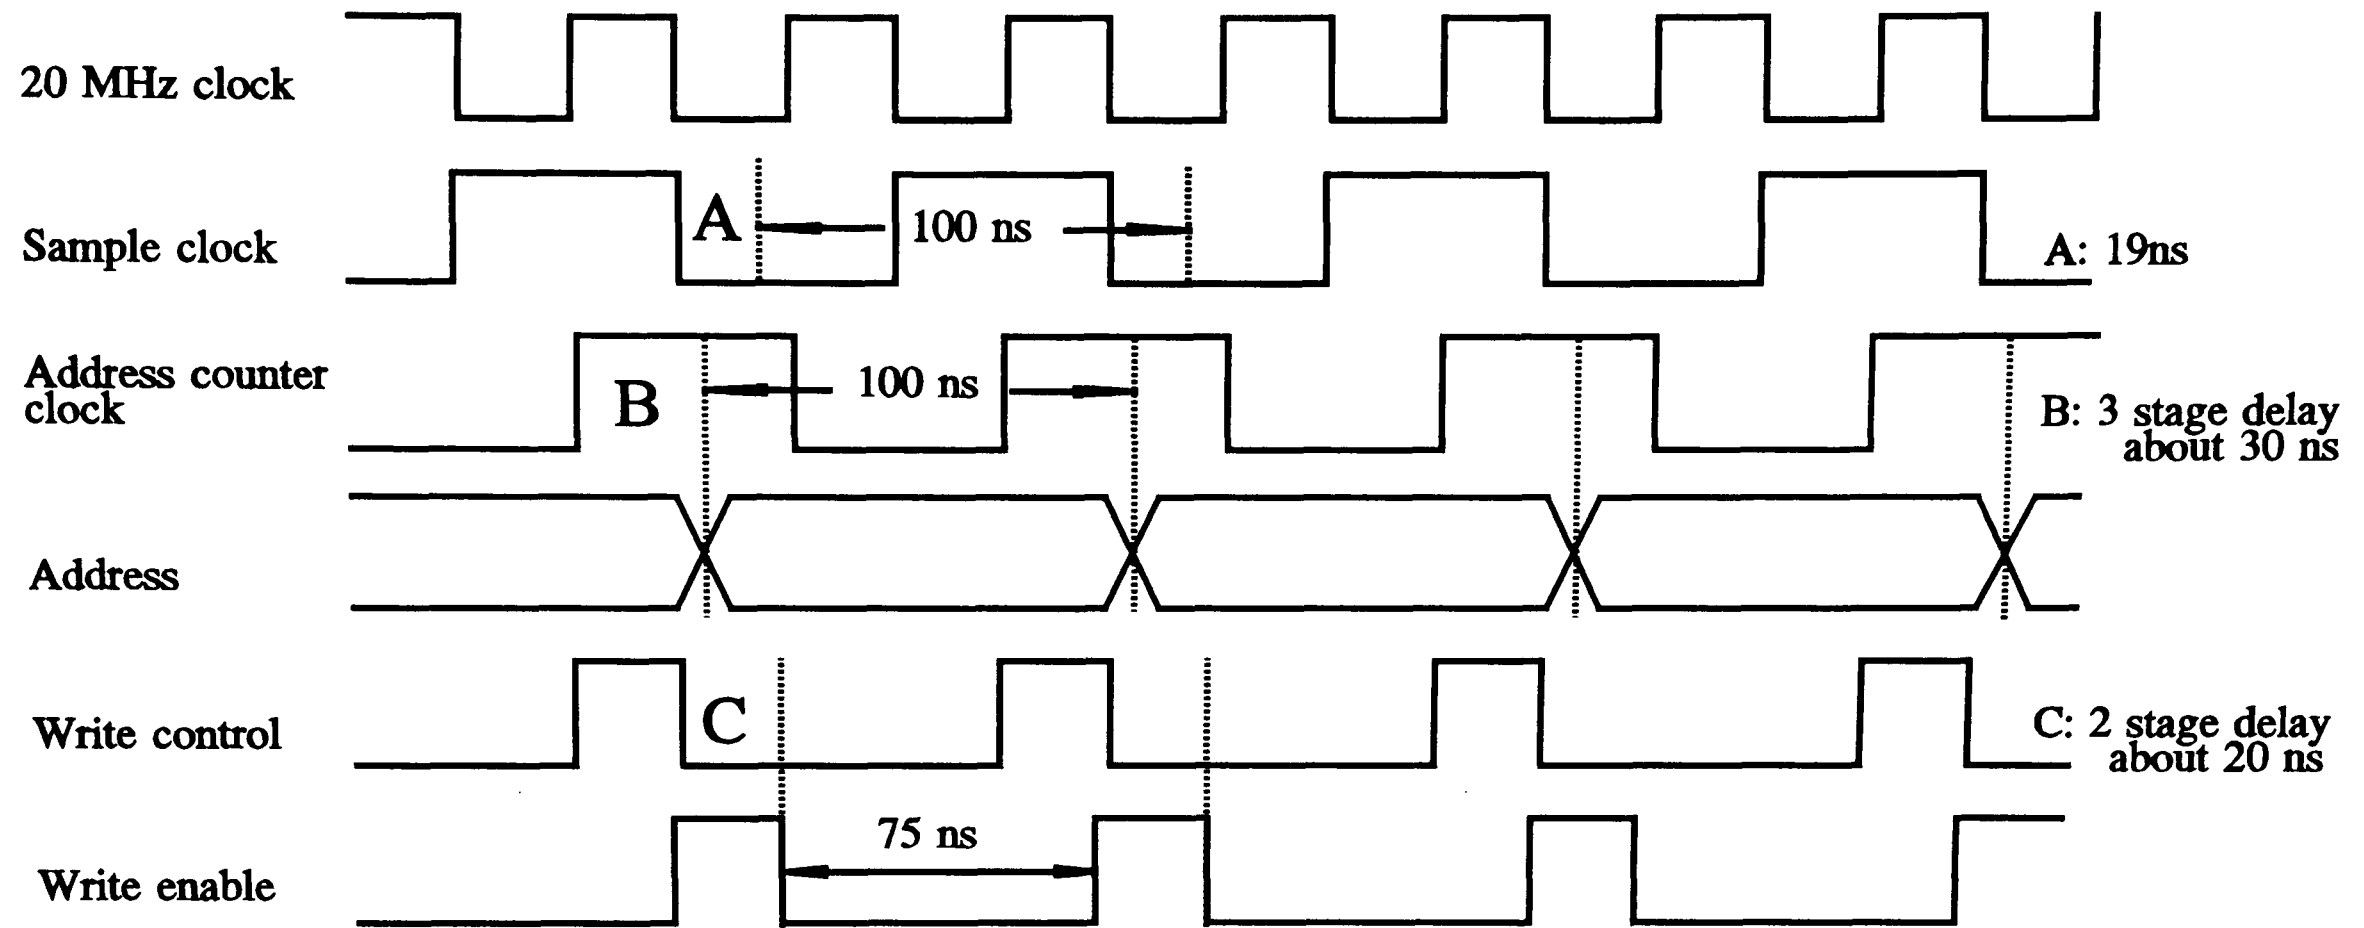 20 MHz clock
A
100 ns
Sample clock
A: 19ns
Address counter
clock
B
100 ns
B: 3 stage delay
about 30 ns
Address
Write control
C
C: 2 stage delay
about 20 ns
75 ns
Write enable